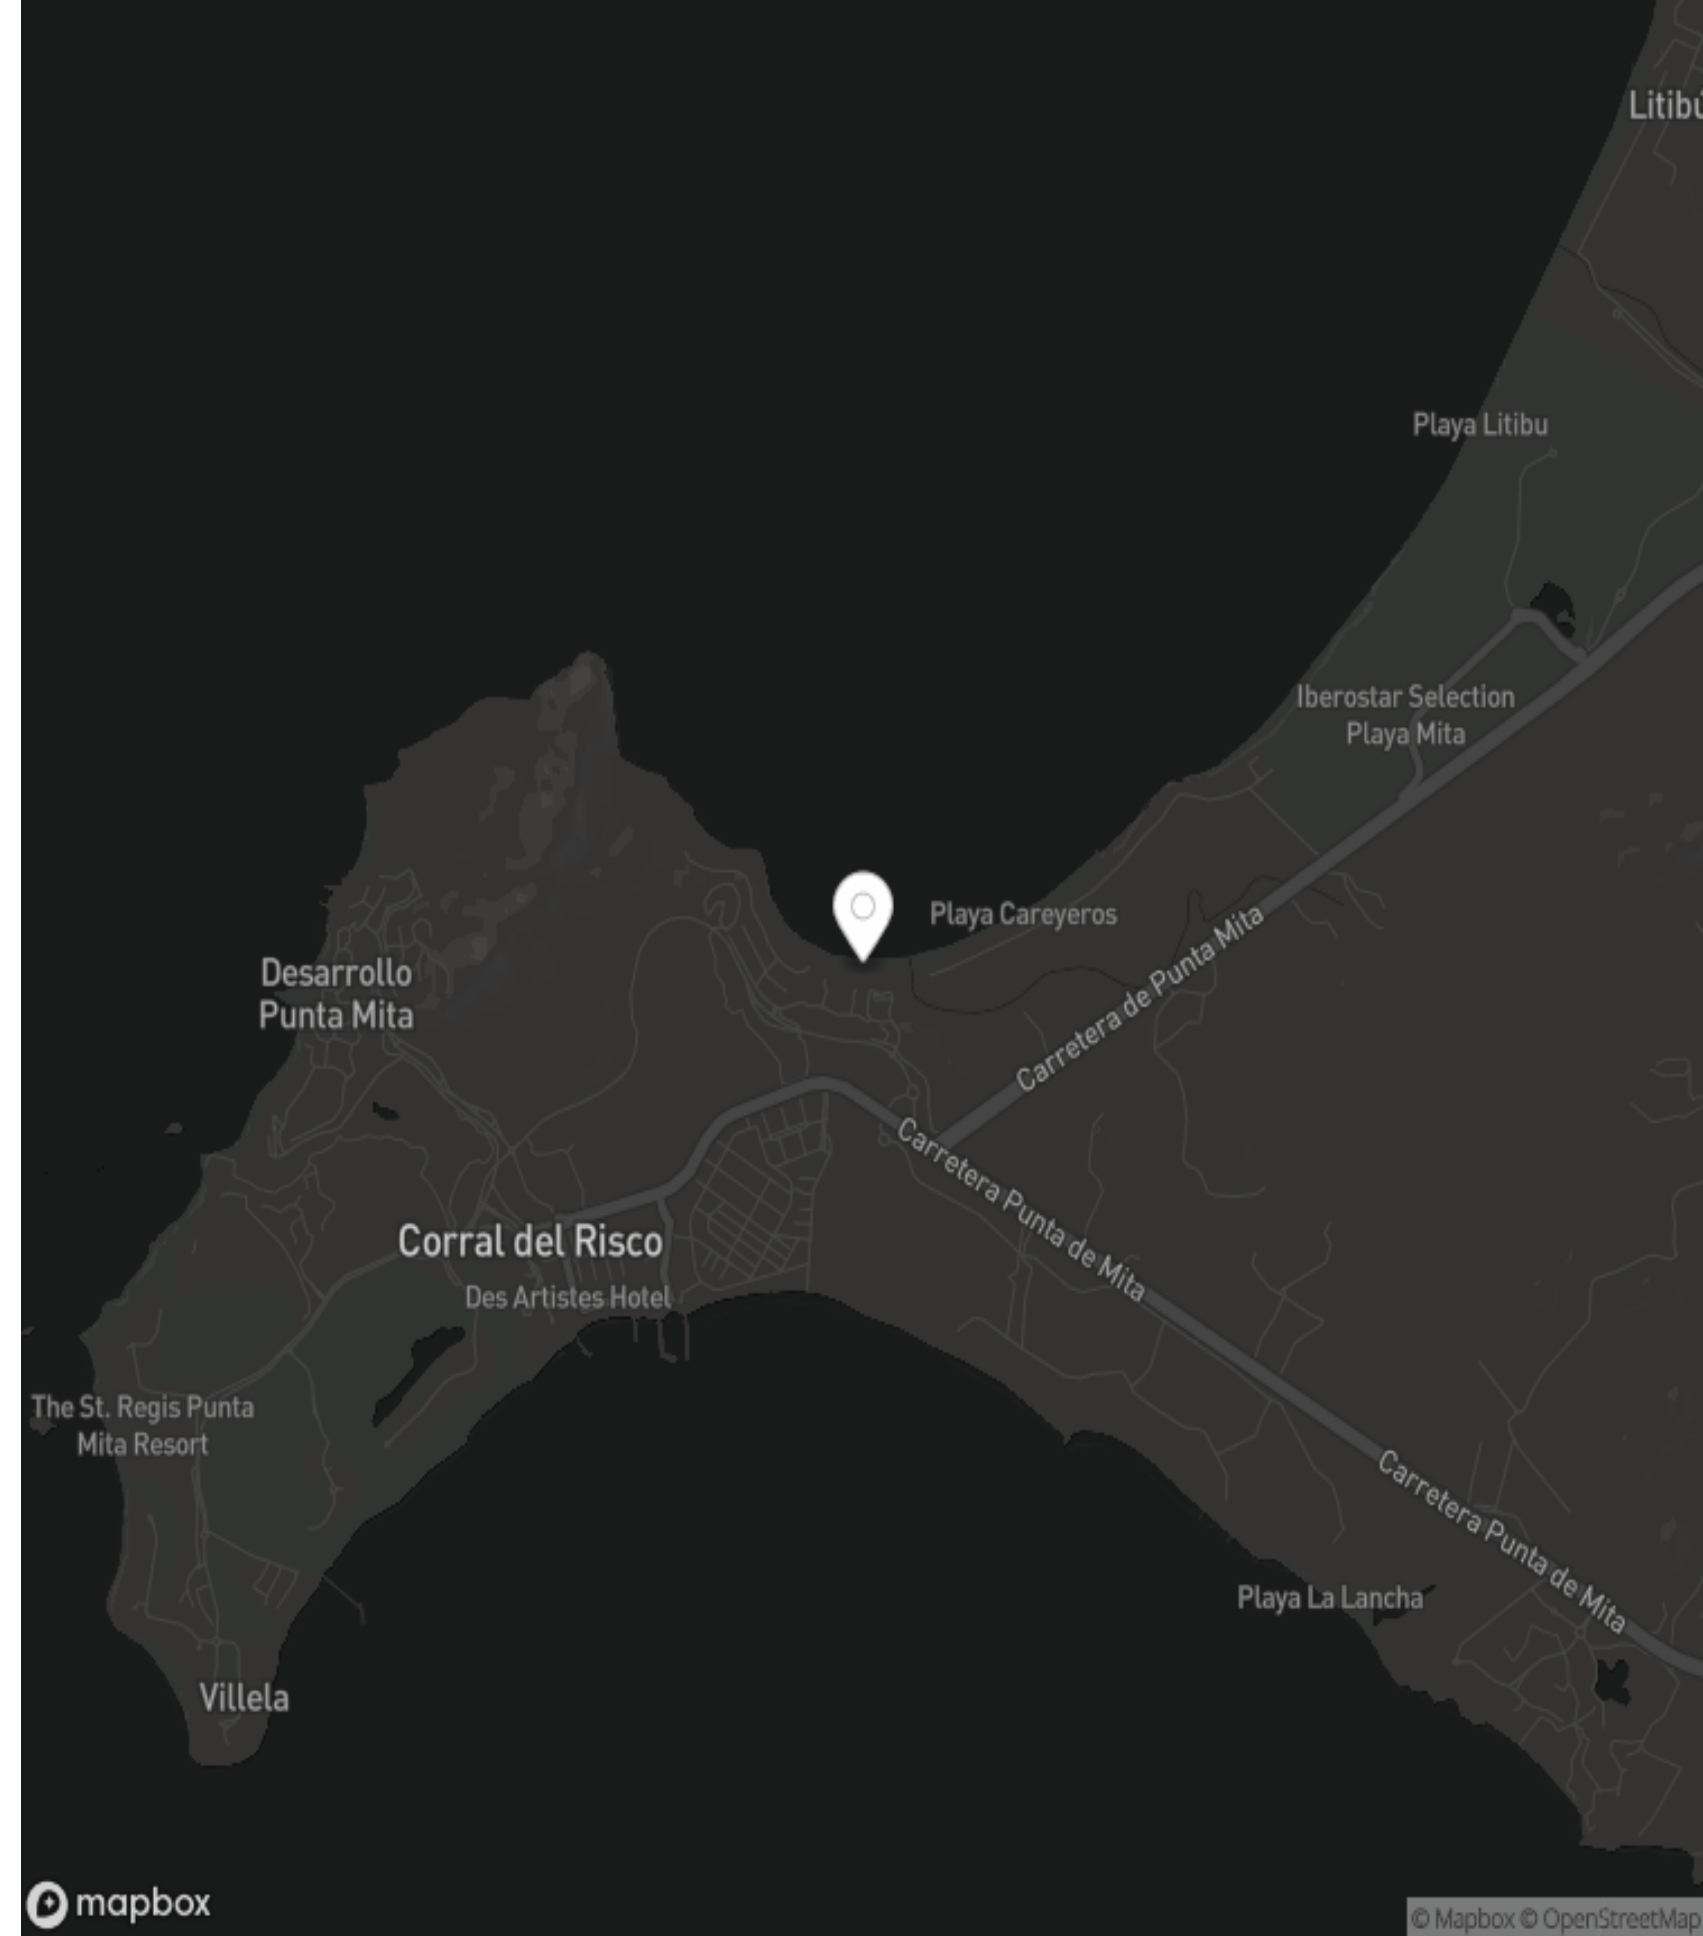 Litibú
Playa Litibu
Iberostar Selection
Playa Mita
Playa Careyeros
Carretera de Punta Mita
Desarrollo
Punta Mita
Carretera Punta de Mita
Corral del Risco
Des Artistes Hotel
The St. Regis Punta
Mita Resort
Carretera Punta de Mita
Playa La Lancha
Villela
mapbox
© Mapbox © OpenStreetMap